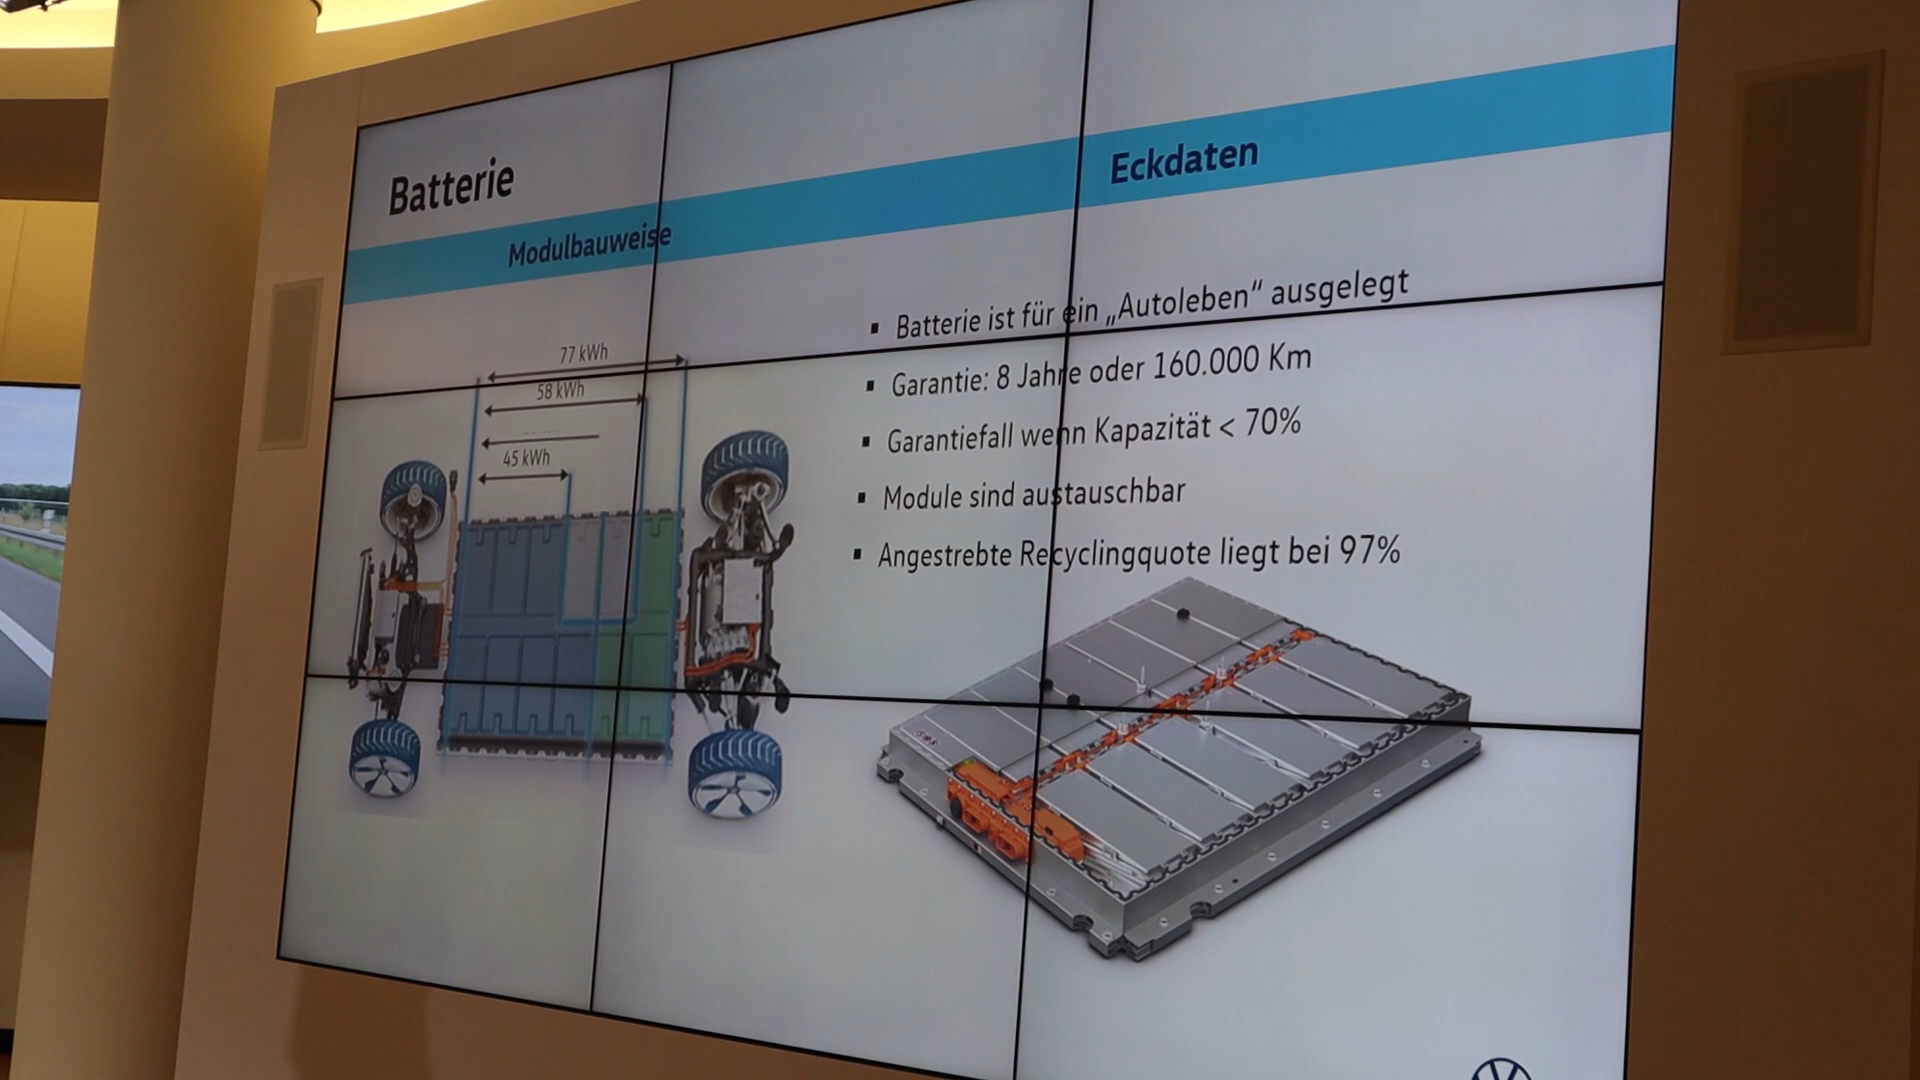 Batterie
Modulbauweise
Eckdaten
77 kWh
58 kWh
45 kWh
▪ Batterie ist für ein „Autoleben“ ausgelegt
▪ Garantie: 8 Jahre oder 160.000 Km
▪ Garantiefall wenn Kapazität < 70%
▪ Module sind austauschbar
▪ Angestrebte Recyclingquote liegt bei 97%